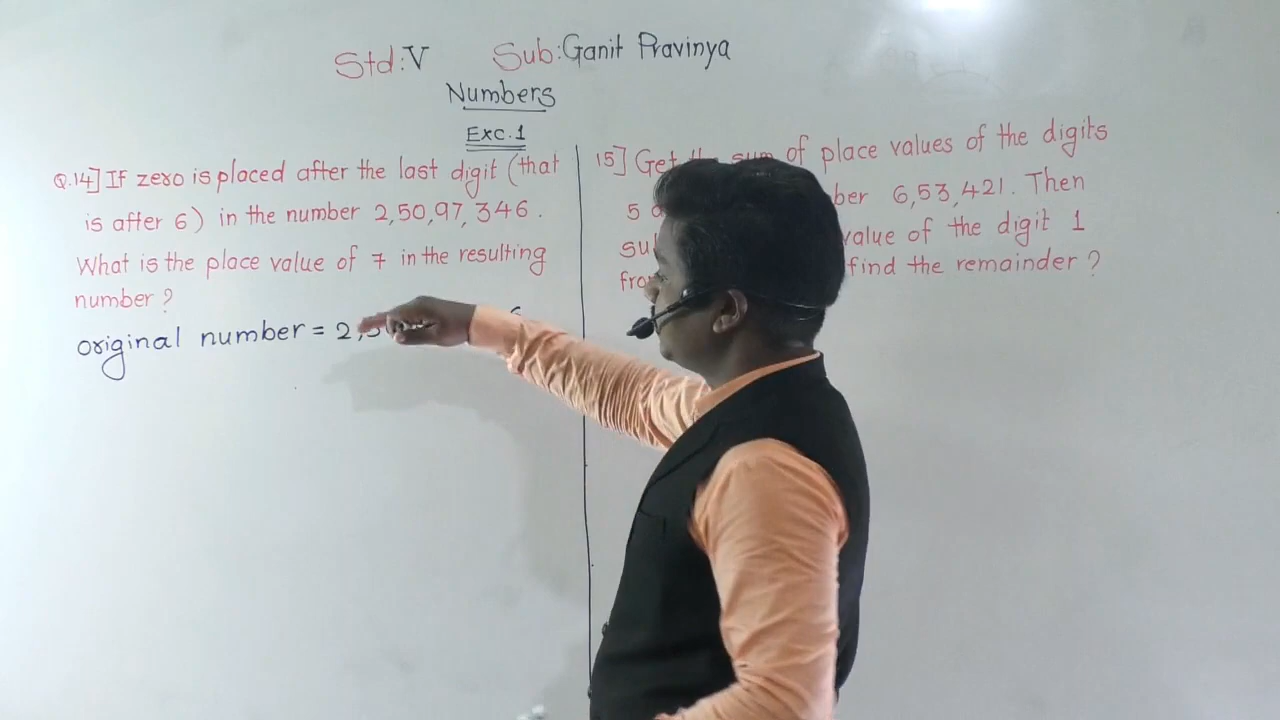 Std: V Sub: Ganit Pravinya
Numbers
Exc.1
Q.14] If zero is placed after the last digit (that
is after 6) in the number 2,50,97,346.
What is the place value of 7 in the resulting
number?
original number = 2,
15] Get the sum of place values of the digits
5 6,53,421. Then
value of the digit 1
find the remainder?